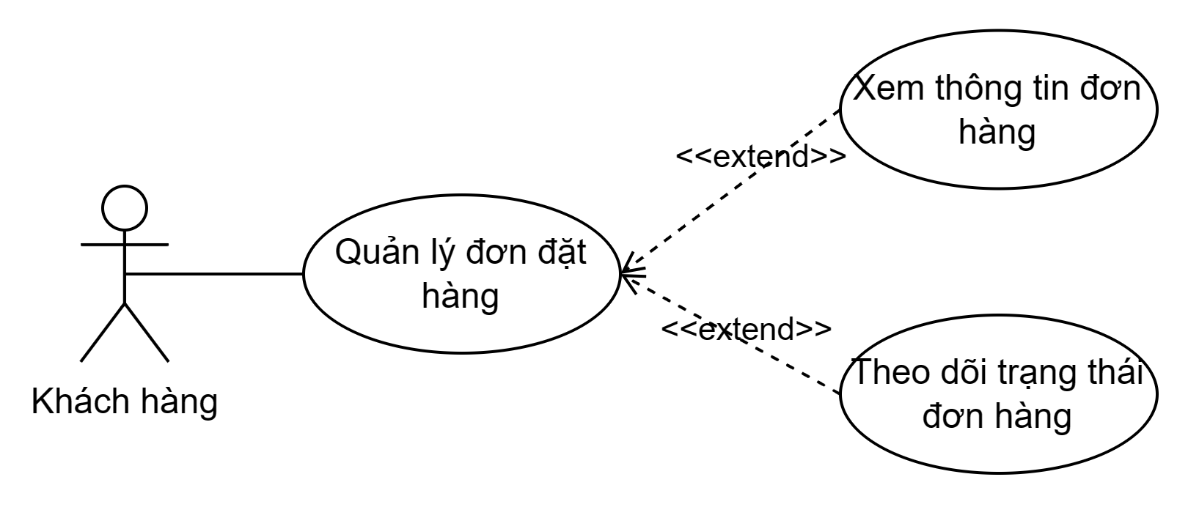 Xem thông tin đơn
hàng
<<extend>>
Quản lý đơn đặt
hàng
<<extend>>
Theo dõi trạng thái
đơn hàng
Khách hàng